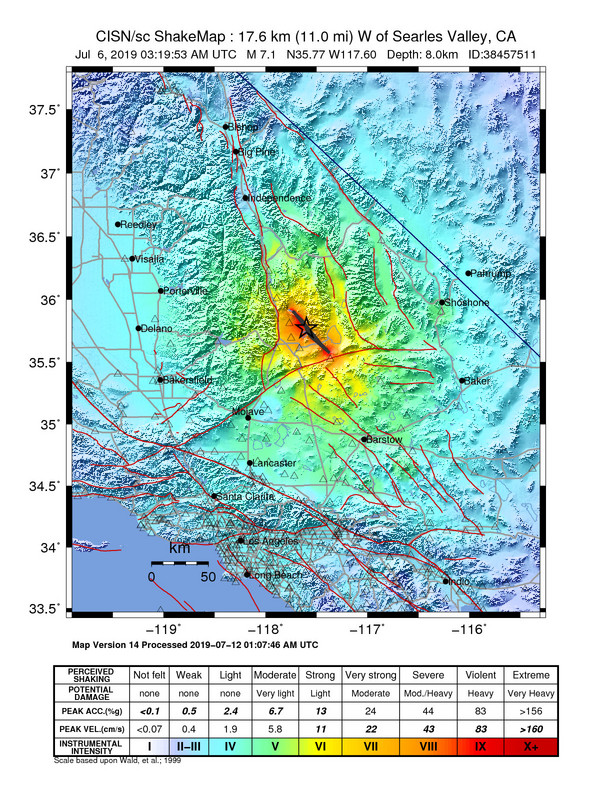 CISN/sc ShakeMap : 17.6 km (11.0 mi) W of Searles Valley, CA
Jul 6, 2019 03:19:53 AM UTC M 7.1 N35.77 W117.60 Depth: 8.0km ID:38457511
37.5°
Bishop
Big Pine
37°
Independence
Reedley
36.5°
Visalia
Pahrump
Porterville
36°
Shoshone
Delano
35.5°
Bakersfield
Baker
Mojave
35°
Barstow
Lancaster
34.5°
Santa Clarita
Los Angeles
34°
km
0 50
Long Beach
Indio
33.5°
−119° −118° −117° −116°
Map Version 14 Processed 2019−07−12 01:07:46 AM UTC
PERCEIVED SHAKING Not felt Weak Light Moderate Strong Very strong Severe Violent Extreme
POTENTIAL DAMAGE none none none Very light Light Moderate Mod./Heavy Heavy Very Heavy
PEAK ACC.(%g) <0.1 0.5 2.4 6.7 13 24 44 83 >156
PEAK VEL.(cm/s) <0.07 0.4 1.9 5.8 11 22 43 83 >160
INSTRUMENTAL INTENSITY I II−III IV V VI VII VIII IX X+
Scale based upon Wald, et al.; 1999